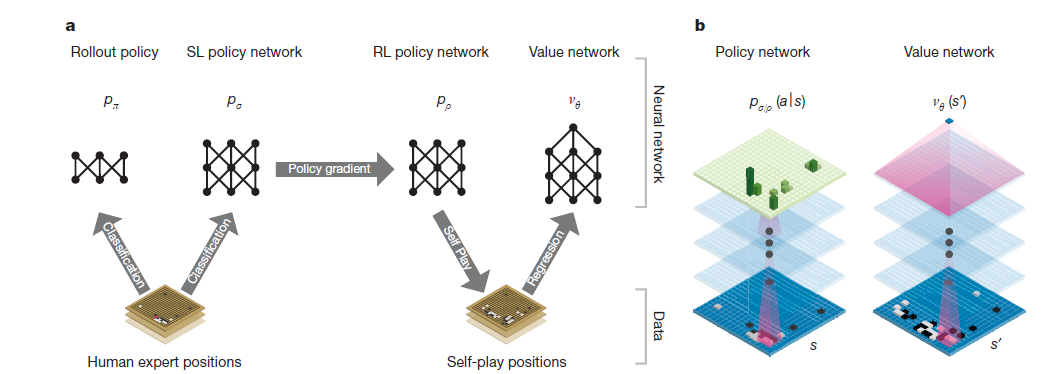 a
Rollout policy
SL policy network
RL policy network
Value network
pπ
pσ
pρ
vθ
Policy gradient
Classification
Classification
Self Play
Regression
Human expert positions
Self-play positions
Neural network
Data
b
Policy network
Value network
pσ/ρ (a|s)
vθ (s′)
s
s′